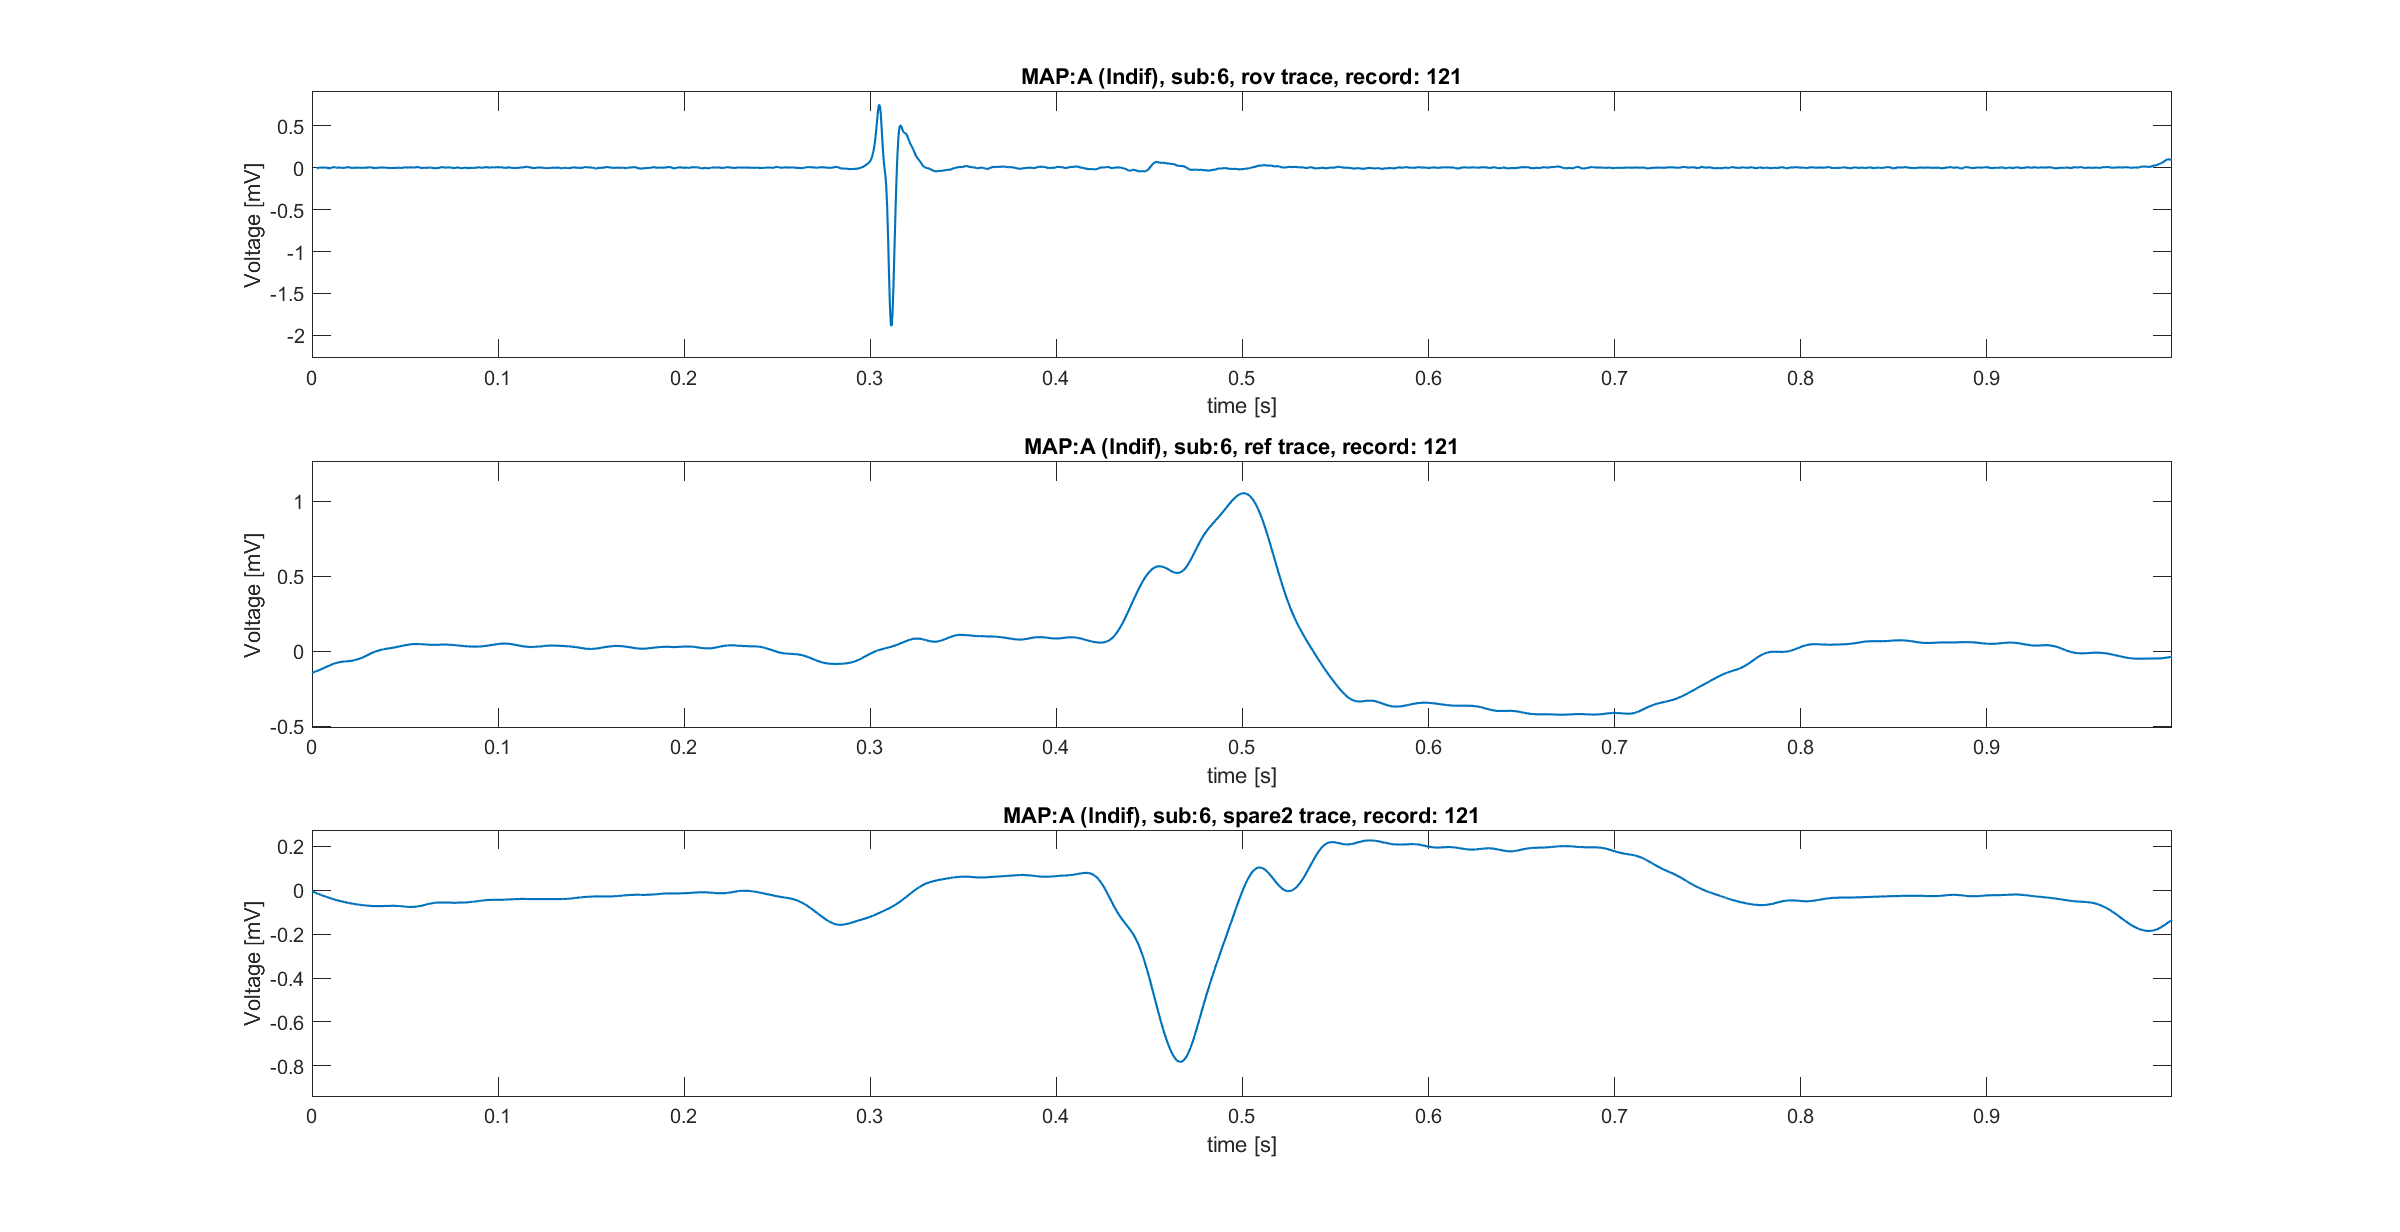 MAP:A (Indif), sub:6, rov trace, record: 121
Voltage [mV]
0.5
0
-0.5
-1
-1.5
-2
0 0.1 0.2 0.3 0.4 0.5 0.6 0.7 0.8 0.9
time [s]
MAP:A (Indif), sub:6, ref trace, record: 121
Voltage [mV]
1
0.5
0
-0.5
0 0.1 0.2 0.3 0.4 0.5 0.6 0.7 0.8 0.9
time [s]
MAP:A (Indif), sub:6, spare2 trace, record: 121
Voltage [mV]
0.2
0
-0.2
-0.4
-0.6
-0.8
0 0.1 0.2 0.3 0.4 0.5 0.6 0.7 0.8 0.9
time [s]